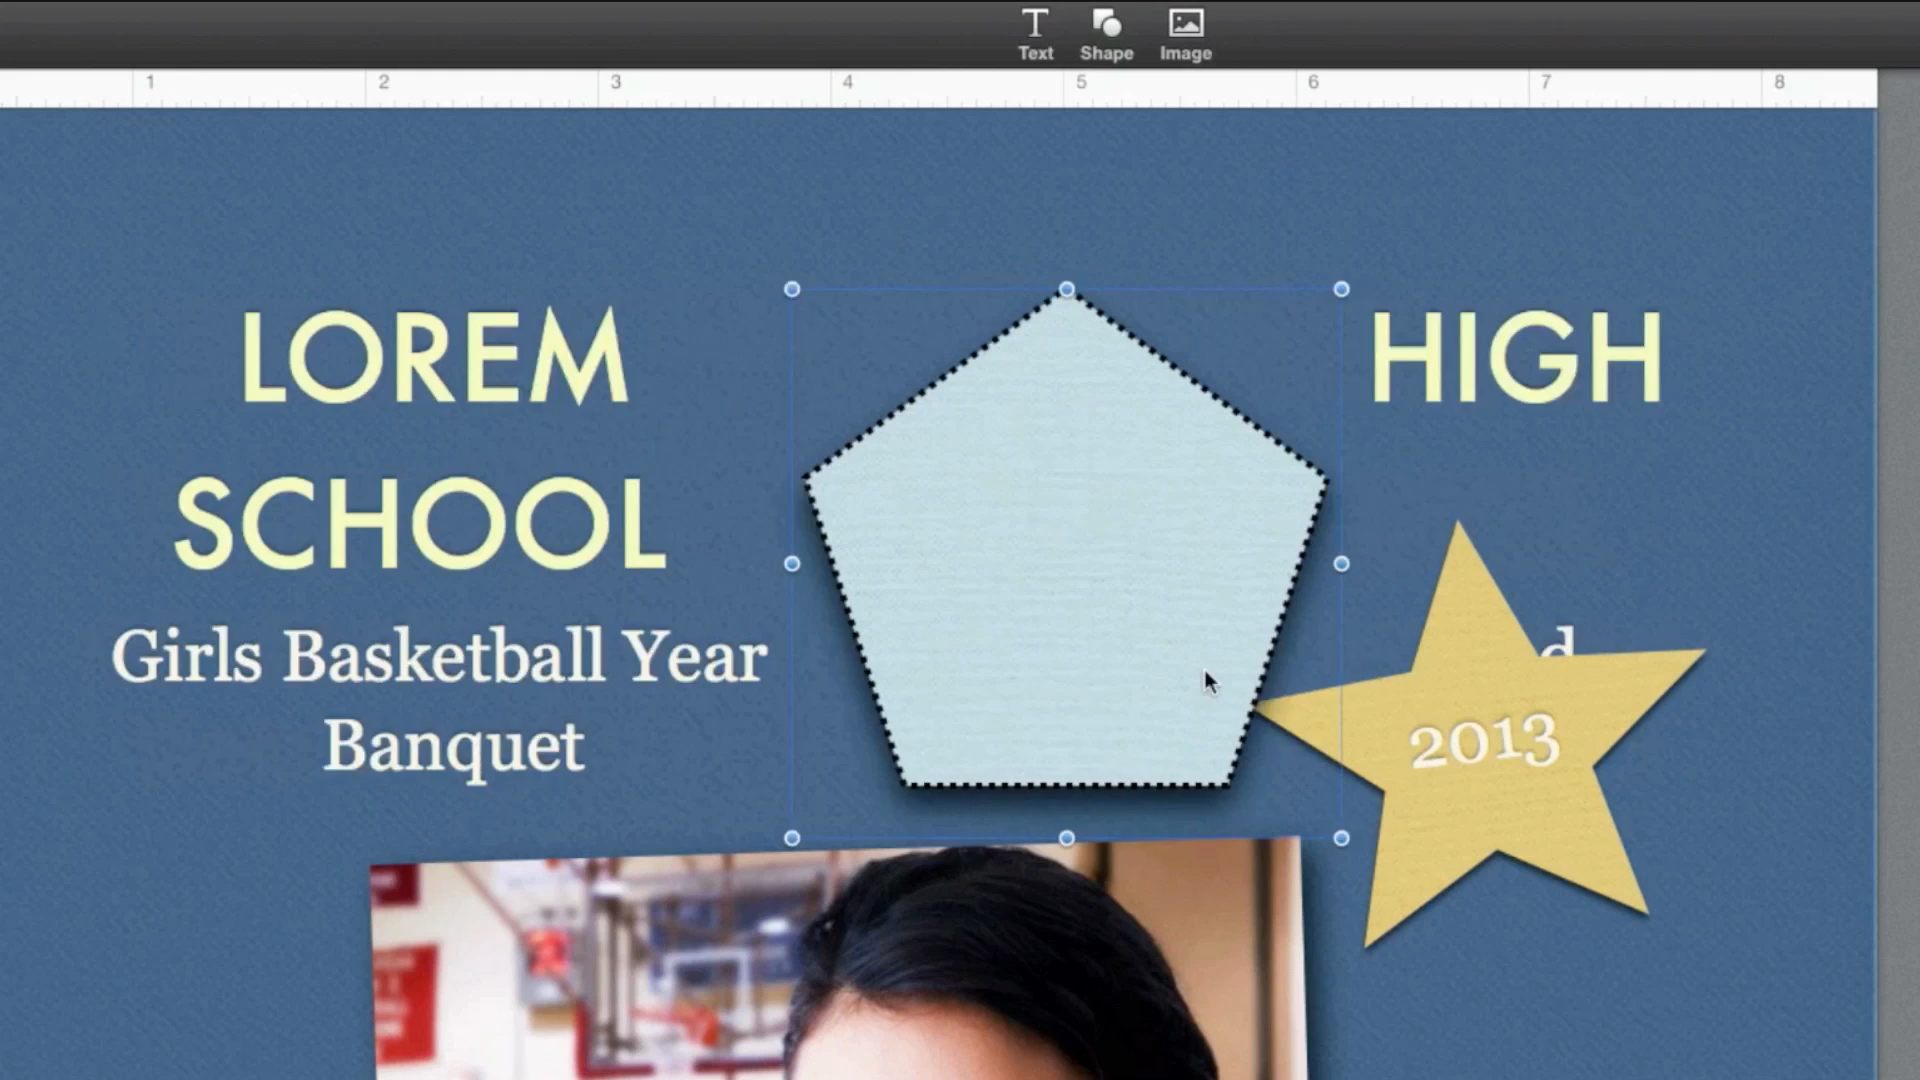 Text Shape Image
1 2 3 4 5 6 7 8
LOREM HIGH
SCHOOL
Girls Basketball Year d
Banquet
2013